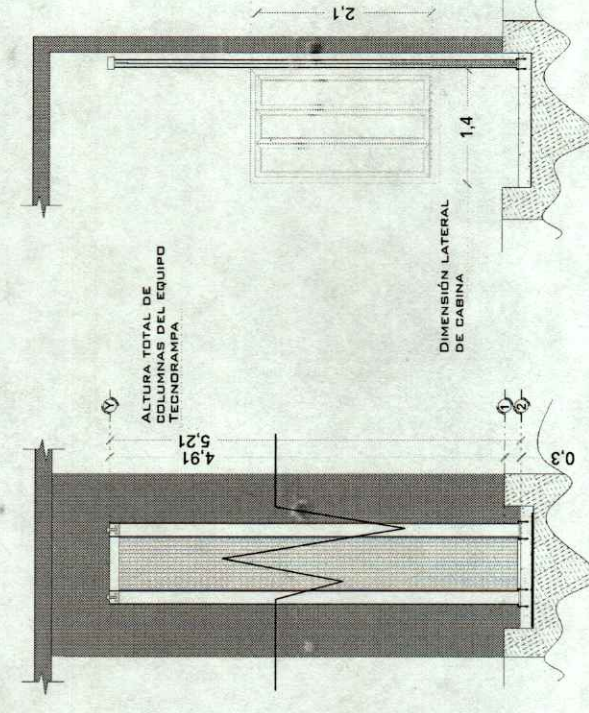 2,1
1,4
ALTURA TOTAL DE
COLUMNAS DEL EQUIPO
TECNORAMPA
DIMENSIÓN LATERAL
DE CABINA
Y
5,21
4,91
1
2
0,3